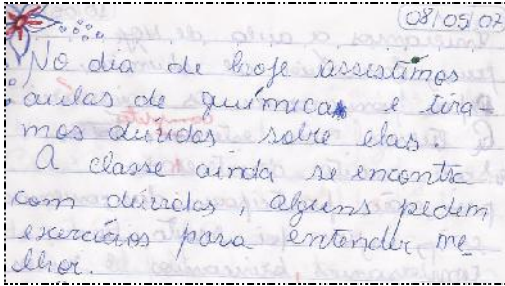 08/05/07
No dia de hoje assistimos
aulas de química e tira
mos dúvidas sobre elas.
A classe ainda se encontra
com dúvidas, alguns pedem
exercícios para entender me
lhor.